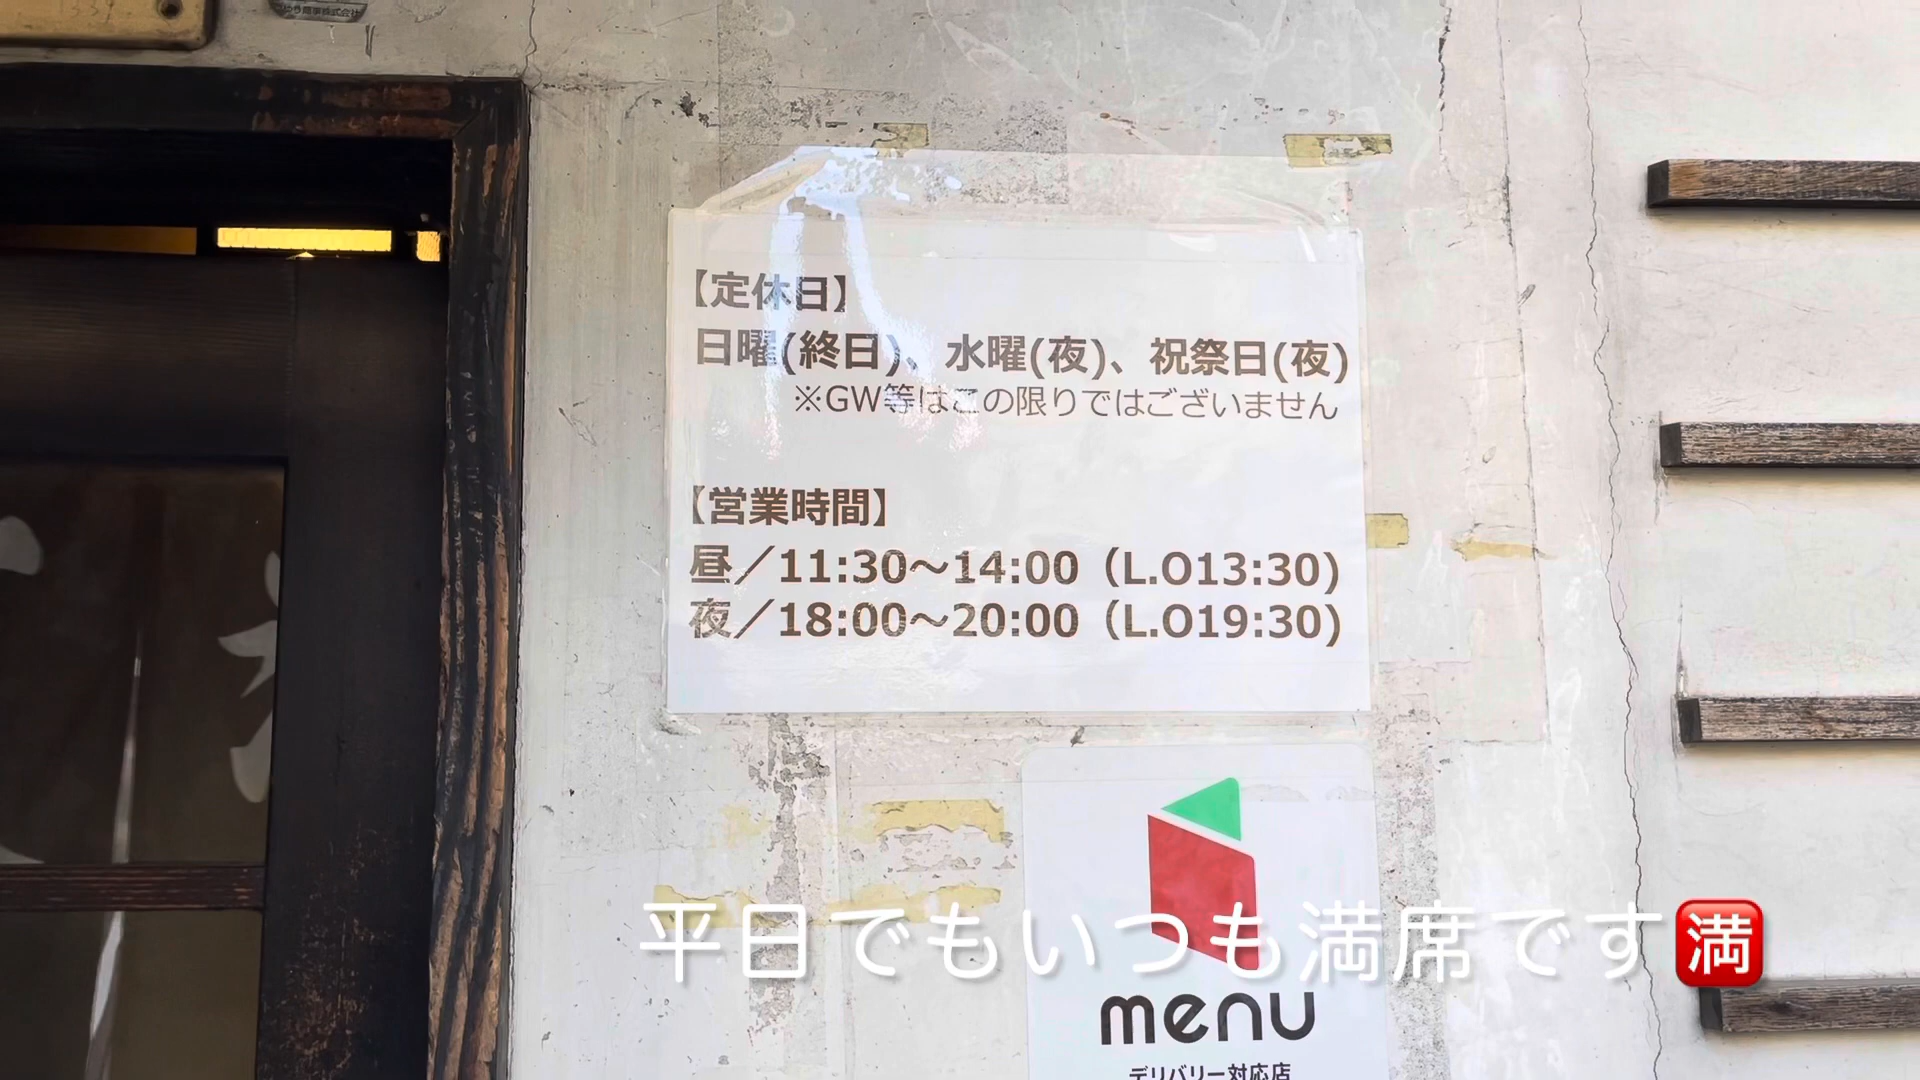 【定休日】
日曜(終日)、水曜(夜)、祝祭日(夜)
※GW等はこの限りではございません
【営業時間】
昼／11:30～14:00（L.O13:30)
夜／18:00～20:00（L.O19:30)
平日でもいつも満席です🈵
menu
デリバリー対応店